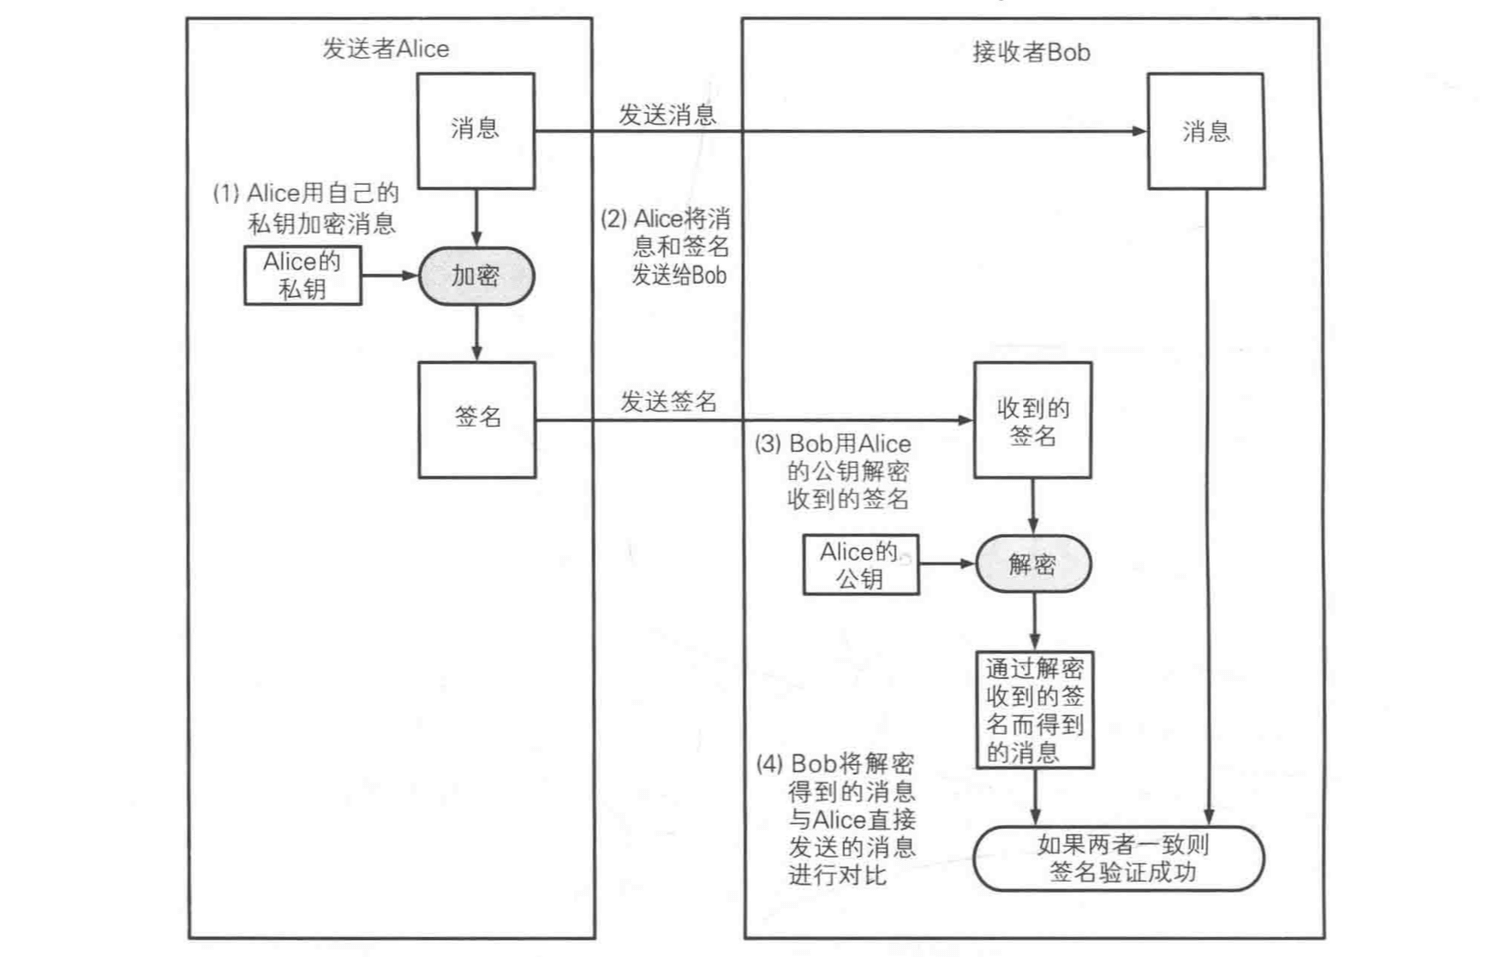 发送者Alice
接收者Bob
消息
发送消息
消息
(1) Alice用自己的
私钥加密消息
(2) Alice将消
息和签名
发送给Bob
Alice的
私钥
加密
签名
发送签名
收到的
签名
(3) Bob用Alice
的公钥解密
收到的签名
Alice的
公钥
解密
通过解密
收到的签
名而得到
的消息
(4) Bob将解密
得到的消息
与Alice直接
发送的消息
进行对比
如果两者一致则
签名验证成功